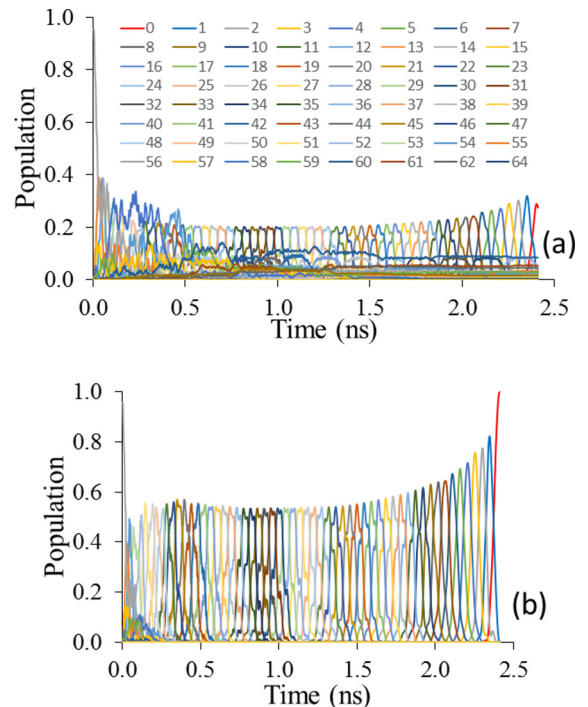 1.0
0.8
0.6
0.4
0.2
0.0
Population
0 1 2 3 4 5 6 7
8 9 10 11 12 13 14 15
16 17 18 19 20 21 22 23
24 25 26 27 28 29 30 31
32 33 34 35 36 37 38 39
40 41 42 43 44 45 46 47
48 49 50 51 52 53 54 55
56 57 58 59 60 61 62 64
(a)
0.0 0.5 1.0 1.5 2.0 2.5
Time (ns)
1.0
0.8
0.6
0.4
0.2
0.0
Population
(b)
0.0 0.5 1.0 1.5 2.0 2.5
Time (ns)